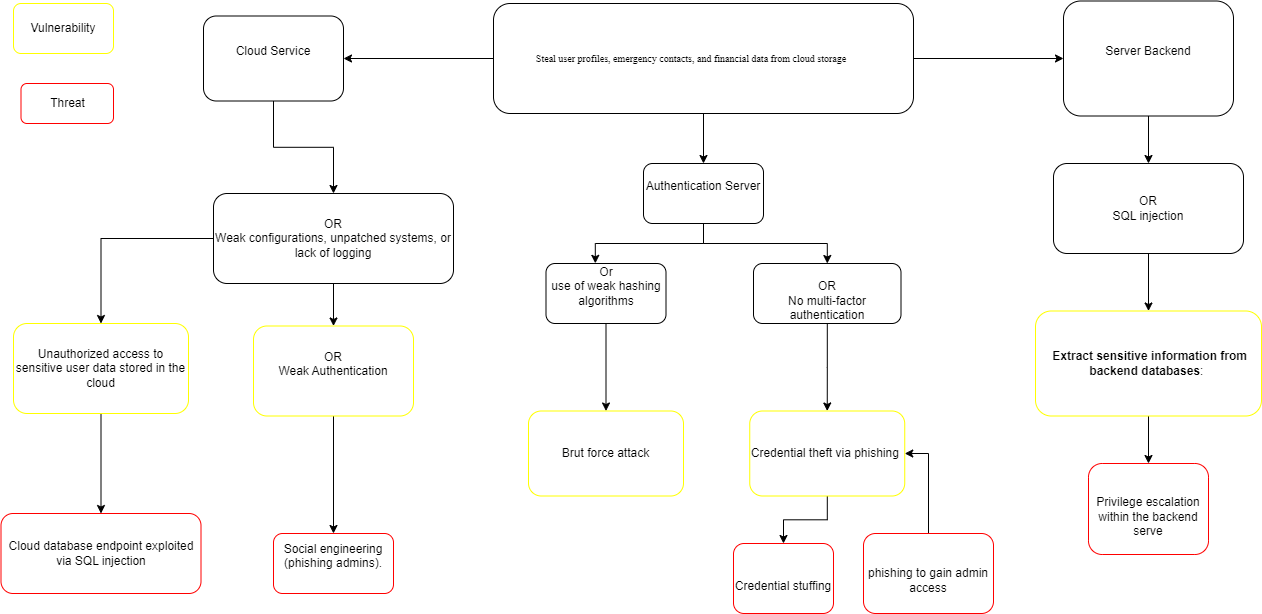 Vulnerability
Threat
Cloud Service
Steal user profiles, emergency contacts, and financial data from cloud storage
Server Backend
Authentication Server
OR
Weak configurations, unpatched systems, or
lack of logging
Or
use of weak hashing
algorithms
OR
No multi-factor
authentication
OR
SQL injection
Unauthorized access to
sensitive user data stored in the
cloud
OR
Weak Authentication
Brut force attack
Credential theft via phishing
Extract sensitive information from
backend databases:
Cloud database endpoint exploited
via SQL injection
Social engineering
(phishing admins).
Credential stuffing
phishing to gain admin
access
Privilege escalation
within the backend
serve